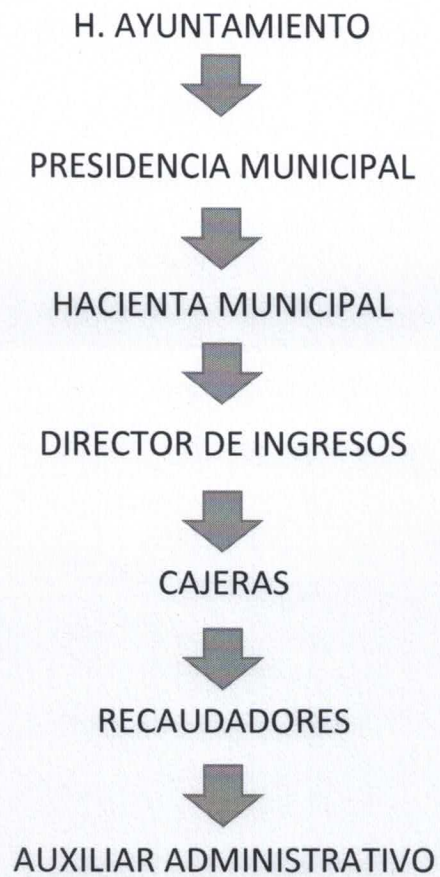 H. AYUNTAMIENTO
PRESIDENCIA MUNICIPAL
HACIENTA MUNICIPAL
DIRECTOR DE INGRESOS
CAJERAS
RECAUDADORES
AUXILIAR ADMINISTRATIVO